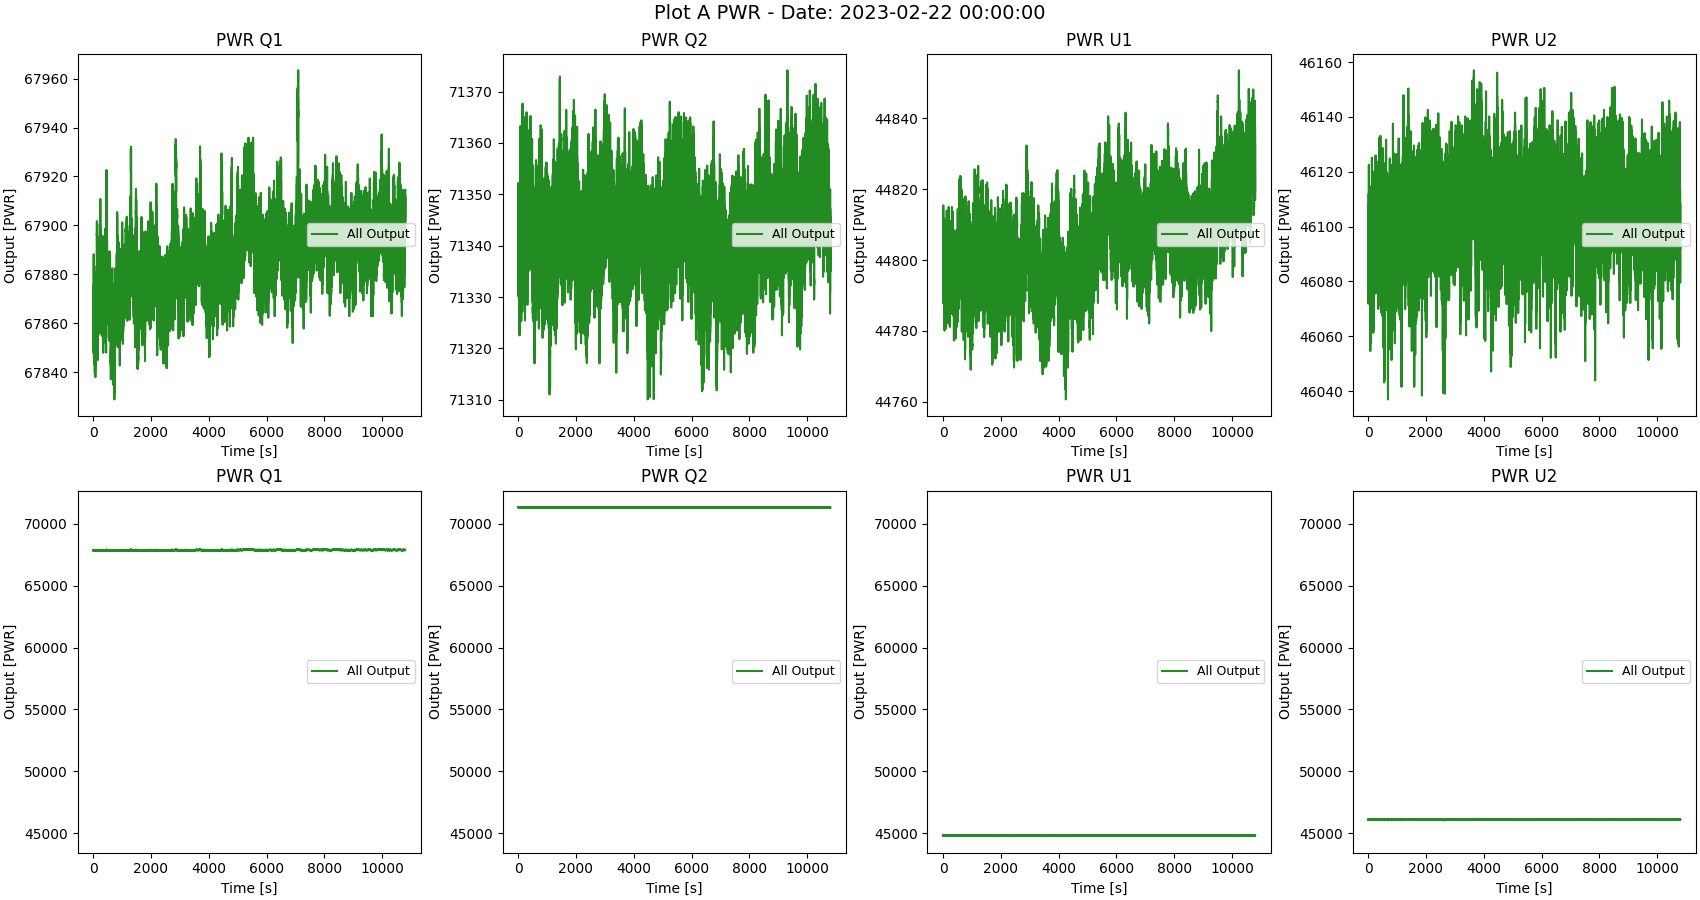 Plot A PWR - Date: 2023-02-22 00:00:00
PWR Q1
Output [PWR]
67960
67940
67920
67900
67880
67860
67840
All Output
0 2000 4000 6000 8000 10000
Time [s]
PWR Q2
Output [PWR]
71370
71360
71350
71340
71330
71320
71310
All Output
0 2000 4000 6000 8000 10000
Time [s]
PWR U1
Output [PWR]
44840
44820
44800
44780
44760
All Output
0 2000 4000 6000 8000 10000
Time [s]
PWR U2
Output [PWR]
46160
46140
46120
46100
46080
46060
46040
All Output
0 2000 4000 6000 8000 10000
Time [s]
PWR Q1
Output [PWR]
70000
65000
60000
55000
50000
45000
All Output
0 2000 4000 6000 8000 10000
Time [s]
PWR Q2
Output [PWR]
70000
65000
60000
55000
50000
45000
All Output
0 2000 4000 6000 8000 10000
Time [s]
PWR U1
Output [PWR]
70000
65000
60000
55000
50000
45000
All Output
0 2000 4000 6000 8000 10000
Time [s]
PWR U2
Output [PWR]
70000
65000
60000
55000
50000
45000
All Output
0 2000 4000 6000 8000 10000
Time [s]